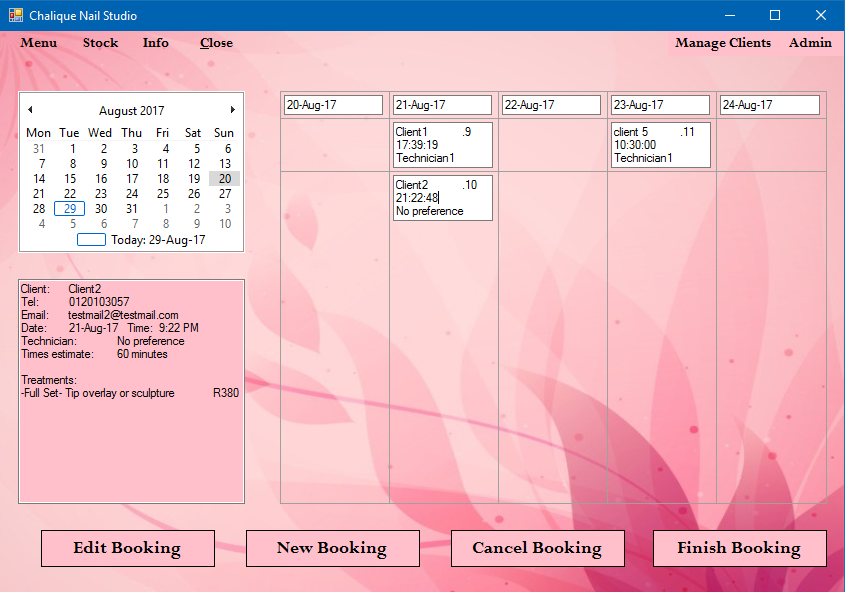 Chalique Nail Studio
Menu Stock Info Close Manage Clients Admin
August 2017
Mon Tue Wed Thu Fri Sat Sun
31 1 2 3 4 5 6
7 8 9 10 11 12 13
14 15 16 17 18 19 20
21 22 23 24 25 26 27
28 29 30 31 1 2 3
4 5 6 7 8 9 10
Today: 29-Aug-17
20-Aug-17 21-Aug-17 22-Aug-17 23-Aug-17 24-Aug-17
Client1 .9
17:39:19
Technician1
client 5 .11
10:30:00
Technician1
Client2 .10
21:22:48
No preference
Client: Client2
Tel: 0120103057
Email: testmail2@testmail.com
Date: 21-Aug-17 Time: 9:22 PM
Technician: No preference
Times estimate: 60 minutes
Treatments:
-Full Set- Tip overlay or sculpture R380
Edit Booking New Booking Cancel Booking Finish Booking